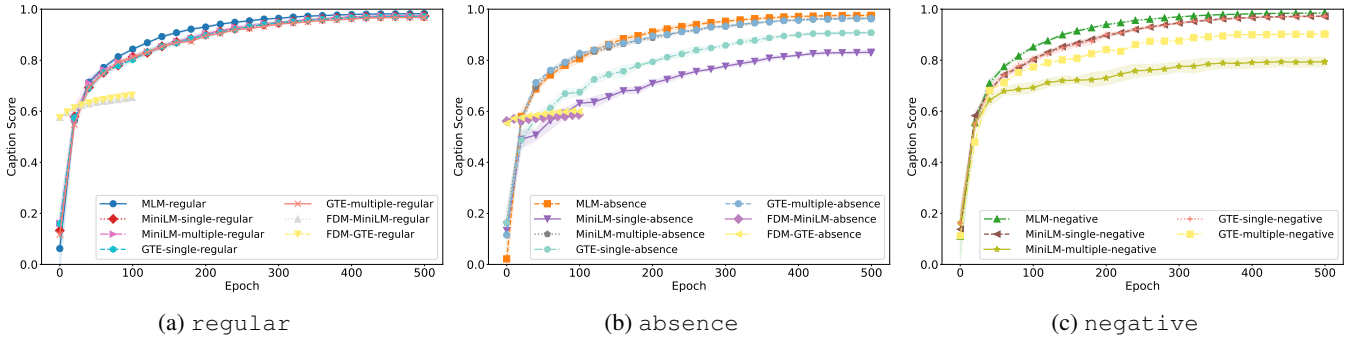 1.0
0.8
0.6
0.4
0.2
0.0
Caption Score
0
100
200
300
400
500
Epoch
MLM-regular
MiniLM-single-regular
MiniLM-multiple-regular
GTE-single-regular
GTE-multiple-regular
FDM-MiniLM-regular
FDM-GTE-regular
(a) regular
1.0
0.8
0.6
0.4
0.2
0.0
Caption Score
0
100
200
300
400
500
Epoch
MLM-absence
MiniLM-single-absence
MiniLM-multiple-absence
GTE-single-absence
GTE-multiple-absence
FDM-MiniLM-absence
FDM-GTE-absence
(b) absence
1.0
0.8
0.6
0.4
0.2
0.0
Caption Score
0
100
200
300
400
500
Epoch
MLM-negative
MiniLM-single-negative
MiniLM-multiple-negative
GTE-single-negative
GTE-multiple-negative
(c) negative